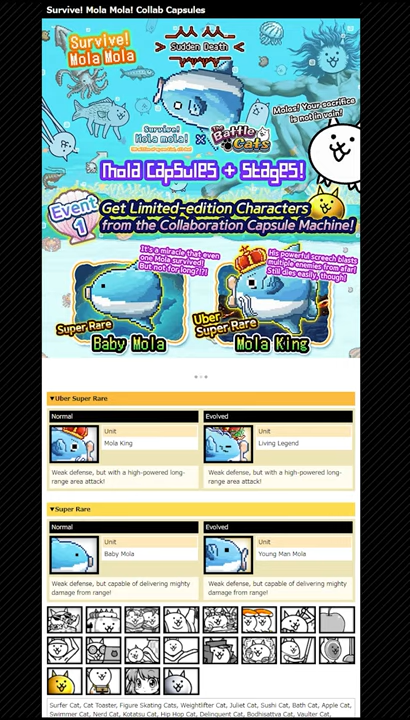 Survive! Mola Mola! Collab Capsules
Survive!
Mola Mola
Sudden Death
Molas! Your sacrifice
is not in vain!
Survive!
Mola mola!
×
The Battle Cats
Mola Capsules + Stages!
Event
1
Get Limited-edition Characters
from the Collaboration Capsule Machine!
It's a miracle that even
one Mola survived!
But not for long?!?!
His powerful screech blasts
multiple enemies from afar!
Still dies easily, though!
Super Rare
Baby Mola
Uber
Super Rare
Mola King
▼Uber Super Rare
Normal
Evolved
Unit
Mola King
Unit
Living Legend
Weak defense, but with a high-powered long-
range area attack!
Weak defense, but with a high-powered long-
range area attack!
▼Super Rare
Normal
Evolved
Unit
Baby Mola
Unit
Young Man Mola
Weak defense, but capable of delivering mighty
damage from range!
Weak defense, but capable of delivering mighty
damage from range!
Surfer Cat, Cat Toaster, Figure Skating Cats, Weightlifter Cat, Juliet Cat, Sushi Cat, Bath Cat, Apple Cat,
Swimmer Cat, Nerd Cat, Kotatsu Cat, Hip Hop Cat, Delinquent Cat, Bodhisattva Cat, Vaulter Cat,